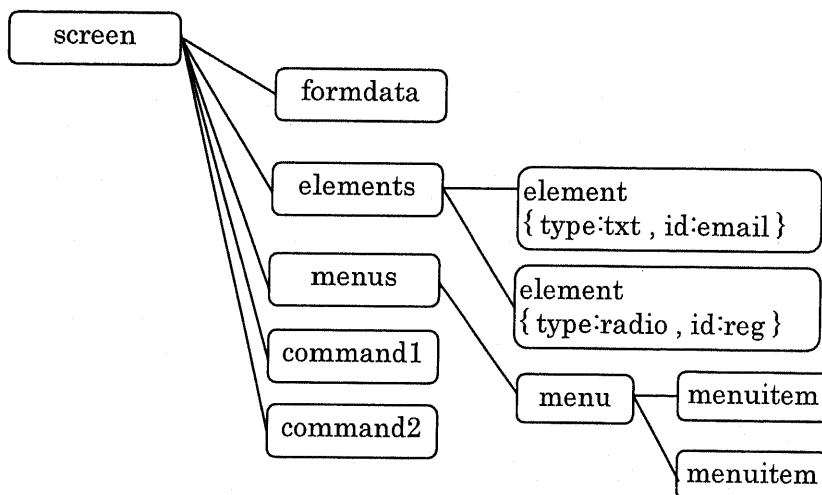 screen
formdata
elements
element
{ type:txt , id:email }
element
{ type:radio , id:reg }
menus
menu
menuitem
menuitem
command1
command2